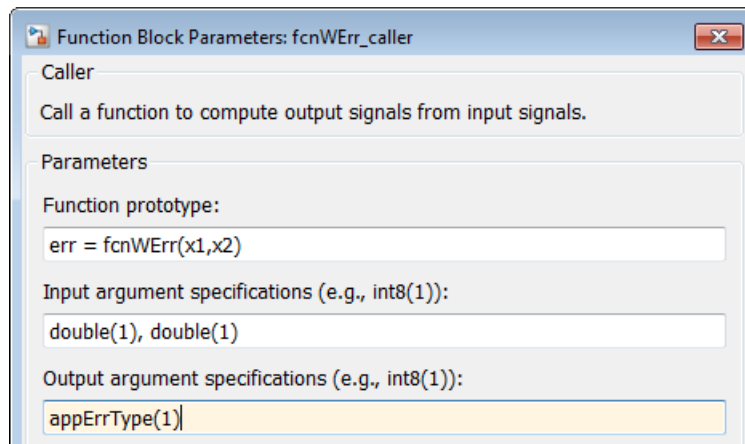 Function Block Parameters: fcnWErr_caller
Caller
Call a function to compute output signals from input signals.
Parameters
Function prototype:
err = fcnWErr(x1,x2)
Input argument specifications (e.g., int8(1)):
double(1), double(1)
Output argument specifications (e.g., int8(1)):
appErrType(1)